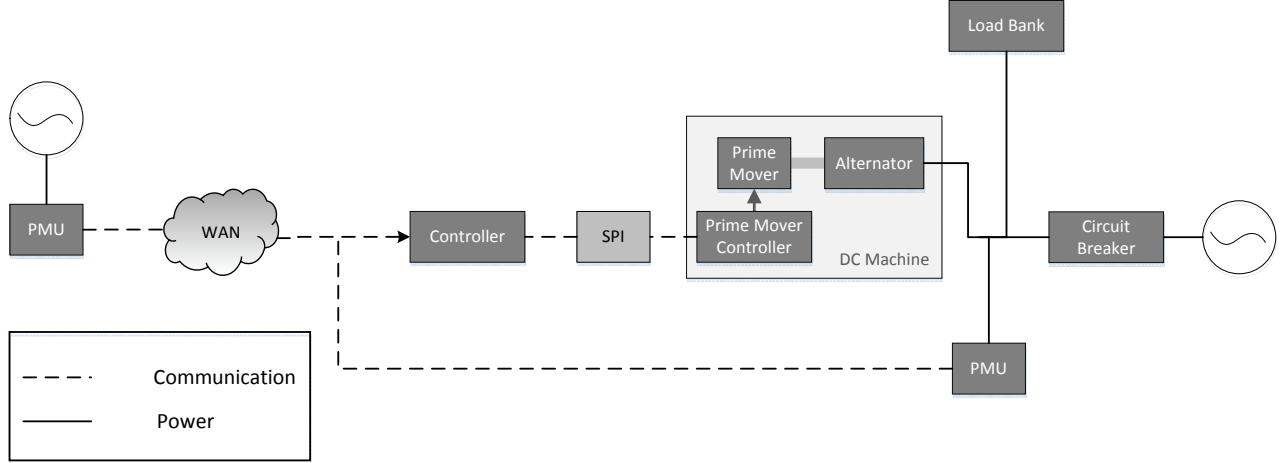 Load Bank
Prime
Mover
Alternator
PMU
WAN
Controller
SPI
Prime Mover
Controller
Circuit
Breaker
DC Machine
PMU
Communication
Power